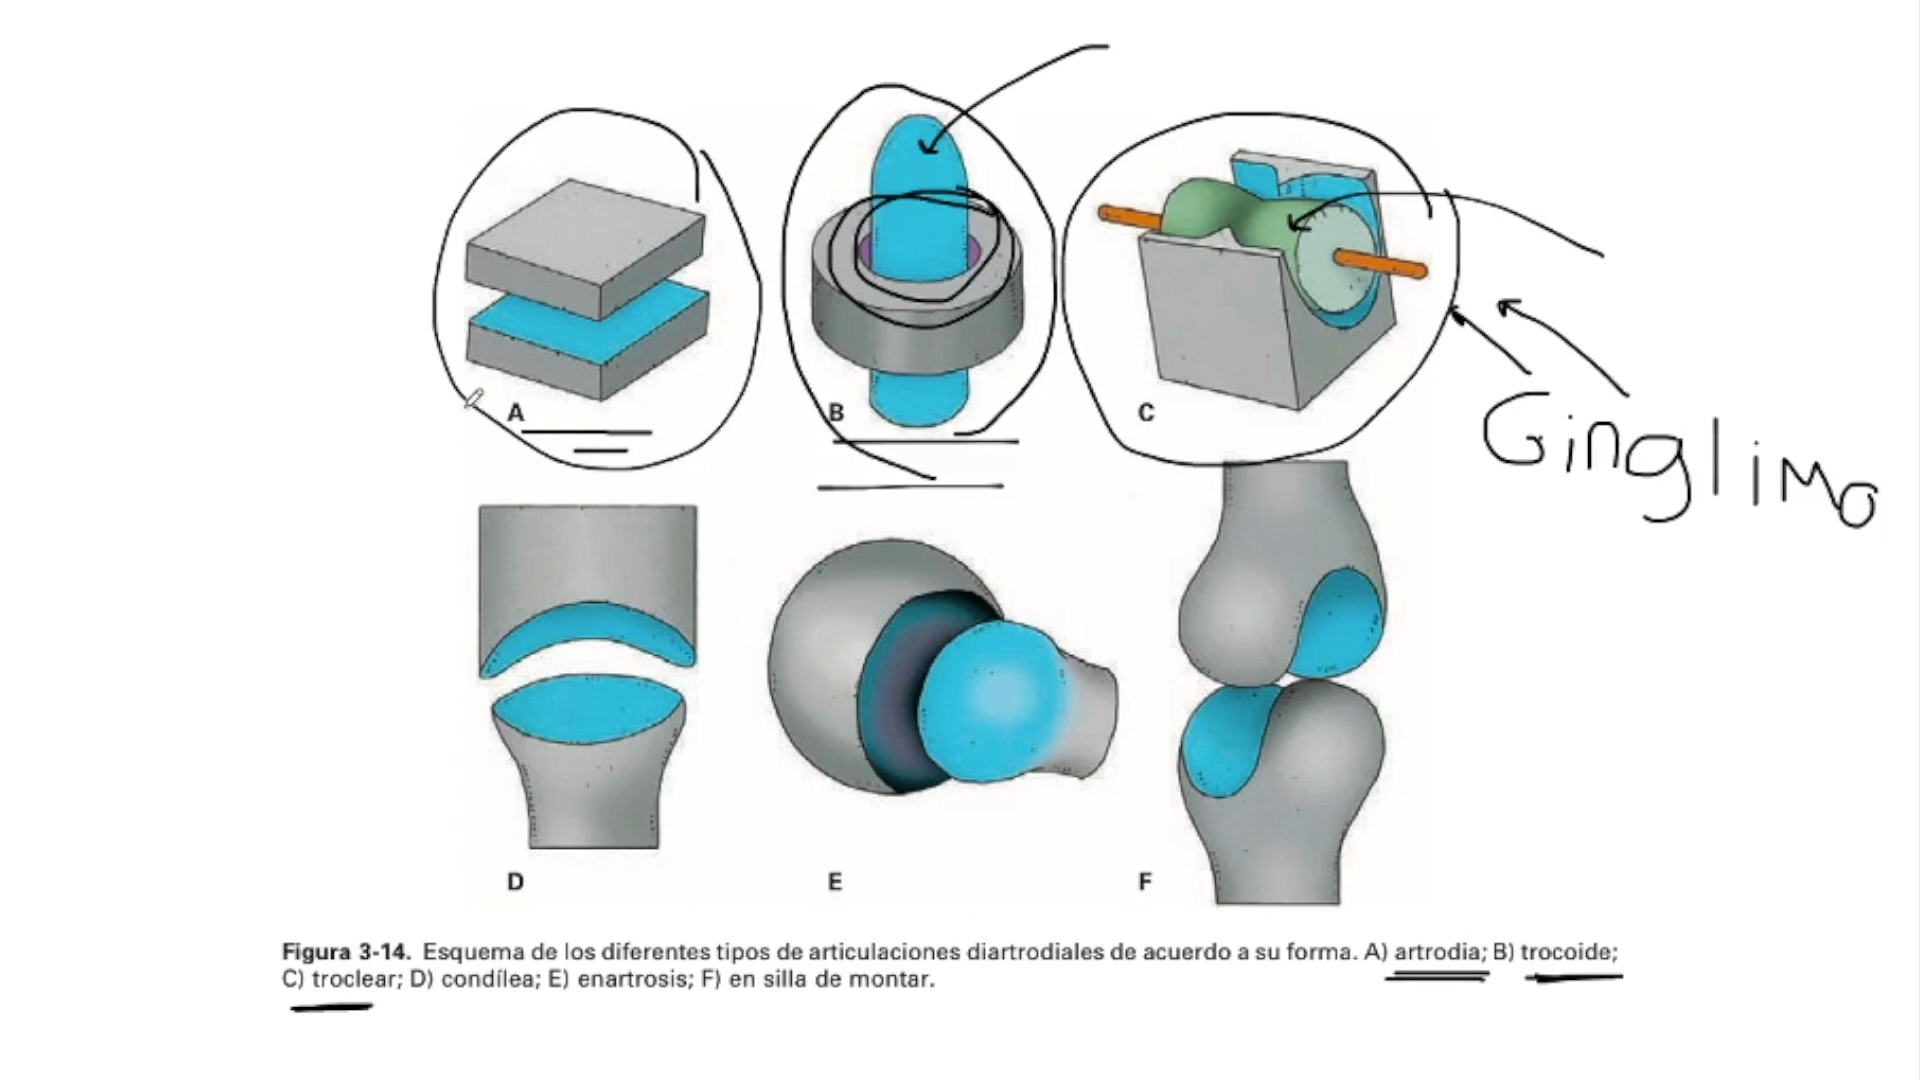 A
B
C
Ginglimo
D
E
F
Figura 3-14. Esquema de los diferentes tipos de articulaciones diartrodiales de acuerdo a su forma. A) artrodia; B) trocoide;
C) troclear; D) condílea; E) enartrosis; F) en silla de montar.